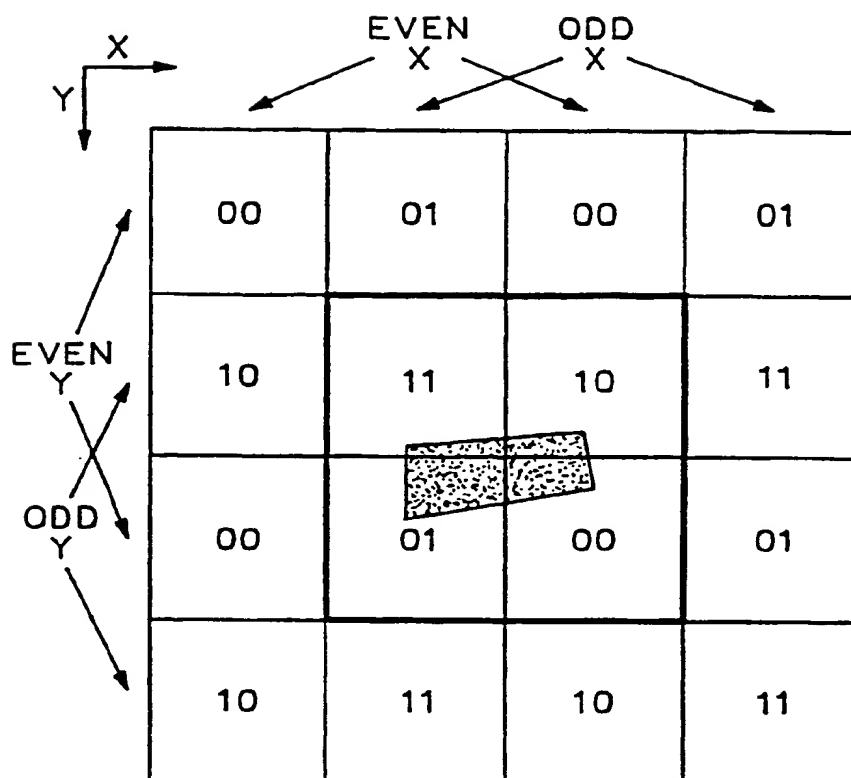 EVEN X
ODD X
X
Y
00 01 00 01
EVEN Y
10 11 10 11
ODD Y
00 01 00 01
10 11 10 11